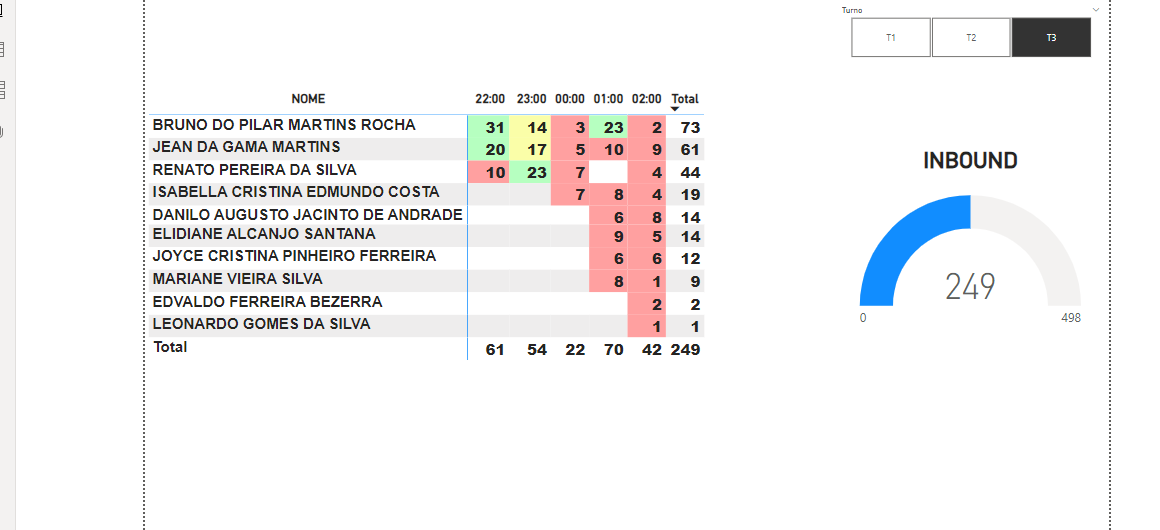 Turno
T1 T2 T3
NOME 22:00 23:00 00:00 01:00 02:00 Total
BRUNO DO PILAR MARTINS ROCHA 31 14 3 23 2 73
JEAN DA GAMA MARTINS 20 17 5 10 9 61
RENATO PEREIRA DA SILVA 10 23 7 4 44
ISABELLA CRISTINA EDMUNDO COSTA 7 8 4 19
DANILO AUGUSTO JACINTO DE ANDRADE 6 8 14
ELIDIANE ALCANJO SANTANA 9 5 14
JOYCE CRISTINA PINHEIRO FERREIRA 6 6 12
MARIANE VIEIRA SILVA 8 1 9
EDVALDO FERREIRA BEZERRA 2 2
LEONARDO GOMES DA SILVA 1 1
Total 61 54 22 70 42 249
INBOUND
249
0 498